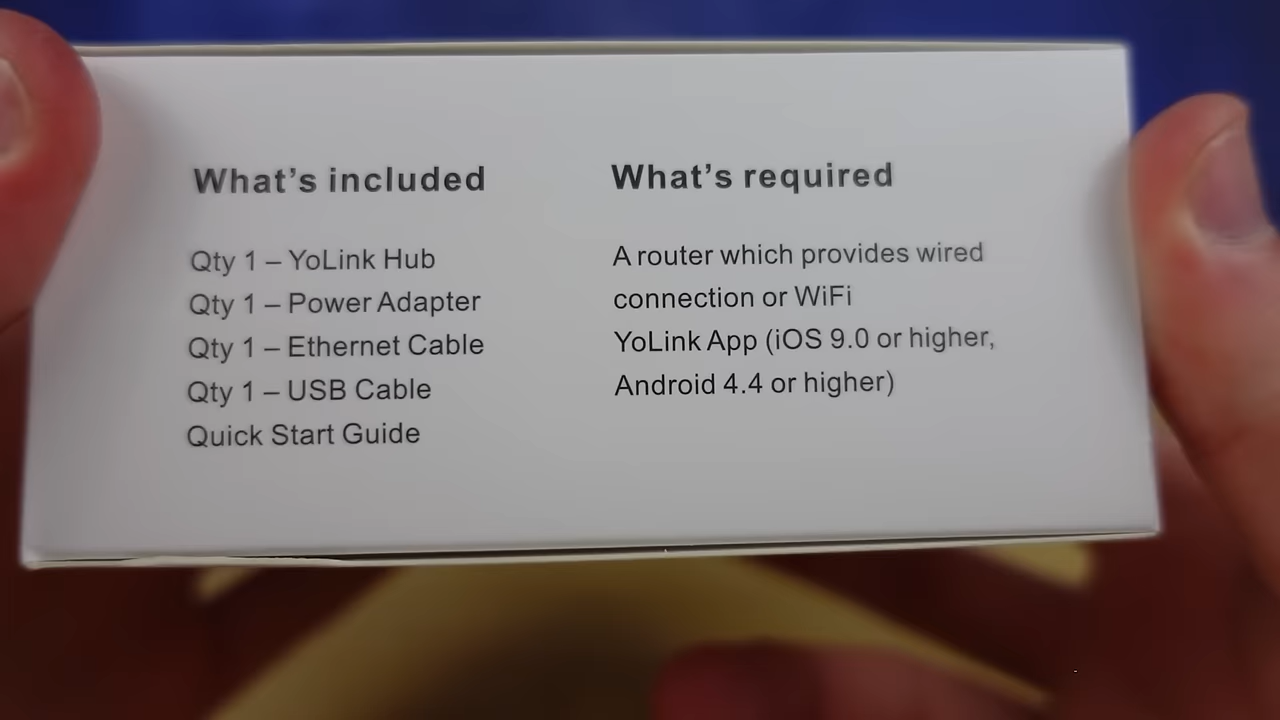 What's included
Qty 1 – YoLink Hub
Qty 1 – Power Adapter
Qty 1 – Ethernet Cable
Qty 1 – USB Cable
Quick Start Guide
What's required
A router which provides wired
connection or WiFi
YoLink App (iOS 9.0 or higher,
Android 4.4 or higher)